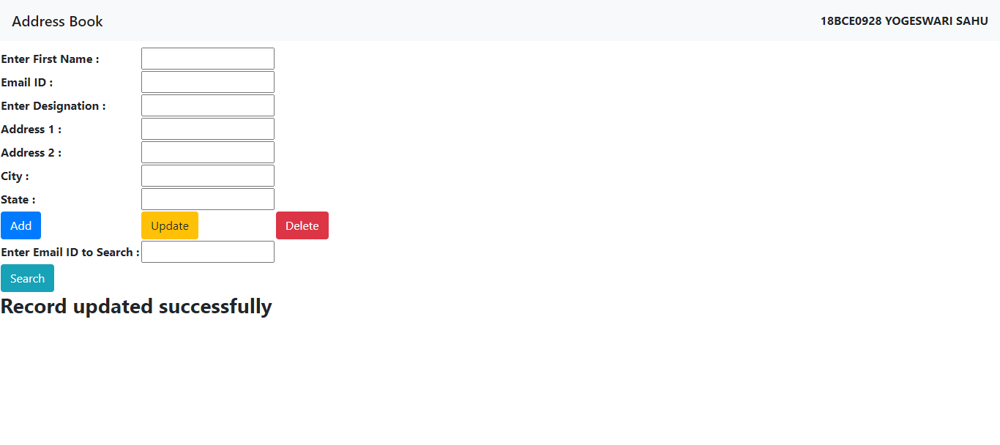 Address Book
18BCE0928 YOGESWARI SAHU
Enter First Name :
Email ID :
Enter Designation :
Address 1 :
Address 2 :
City :
State :
Add Update Delete
Enter Email ID to Search :
Search
Record updated successfully